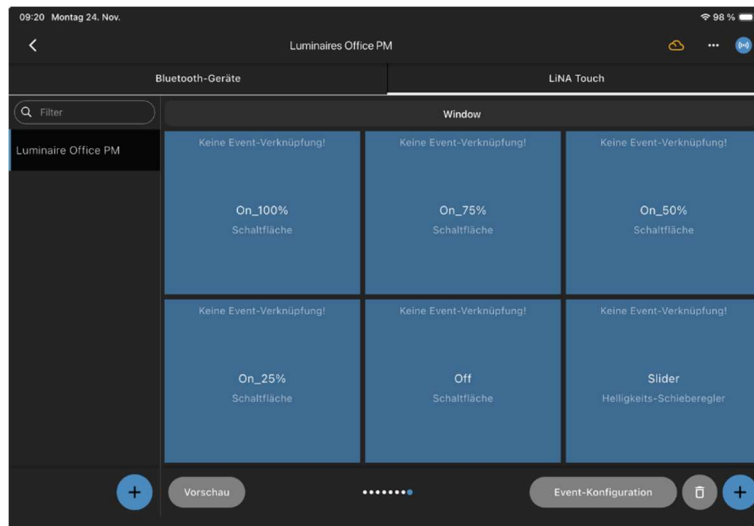 09:20 Montag 24. Nov.
98 %
Luminaires Office PM
Bluetooth-Geräte
LiNA Touch
Filter
Window
Luminaire Office PM
Keine Event-Verknüpfung!
Keine Event-Verknüpfung!
Keine Event-Verknüpfung!
On_100%
On_75%
On_50%
Schaltfläche
Schaltfläche
Schaltfläche
Keine Event-Verknüpfung!
Keine Event-Verknüpfung!
Keine Event-Verknüpfung!
On_25%
Off
Slider
Schaltfläche
Schaltfläche
Helligkeits-Schieberegler
Vorschau
Event-Konfiguration